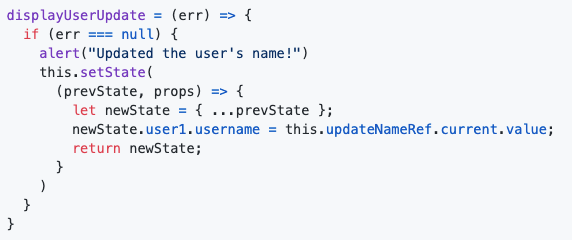 displayUserUpdate = (err) => {
  if (err === null) {
    alert("Updated the user's name!")
    this.setState(
      (prevState, props) => {
        let newState = { ...prevState };
        newState.user1.username = this.updateNameRef.current.value;
        return newState;
      }
    )
  }
}